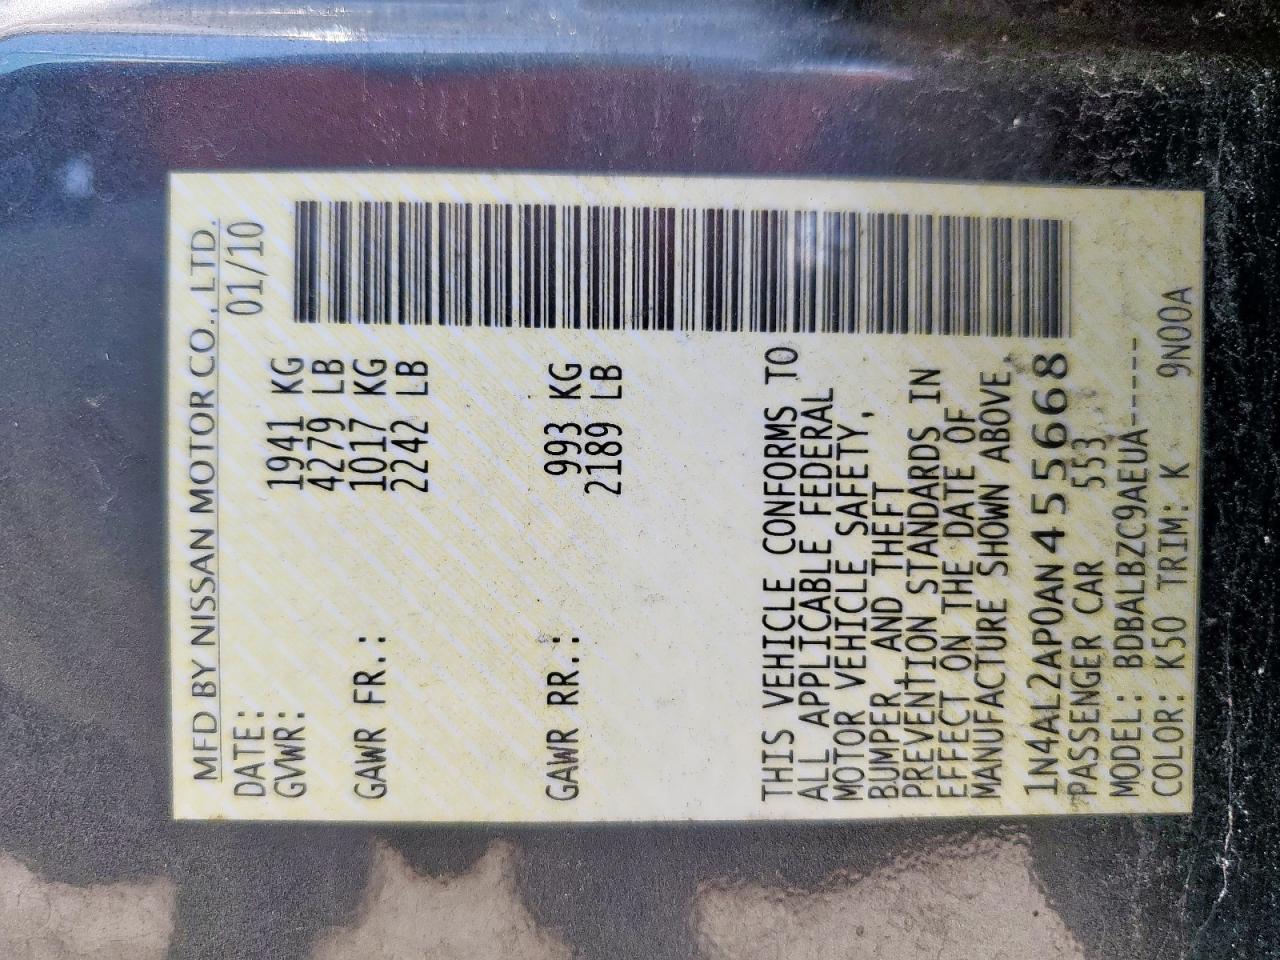 MFD BY NISSAN MOTOR CO., LTD.
DATE: 01/10
GVWR: 1941 KG
4279 LB
GAWR FR.: 1017 KG
2242 LB
GAWR RR.: 993 KG
2189 LB
THIS VEHICLE CONFORMS TO
ALL APPLICABLE FEDERAL
MOTOR VEHICLE SAFETY,
BUMPER, AND THEFT
PREVENTION STANDARDS IN
EFFECT ON THE DATE OF
MANUFACTURE SHOWN ABOVE.
1N4AL2AP0AN455668
PASSENGER CAR 553
MODEL: BDBALBZC9AEUA-----
COLOR: K50 TRIM: K 9N00A